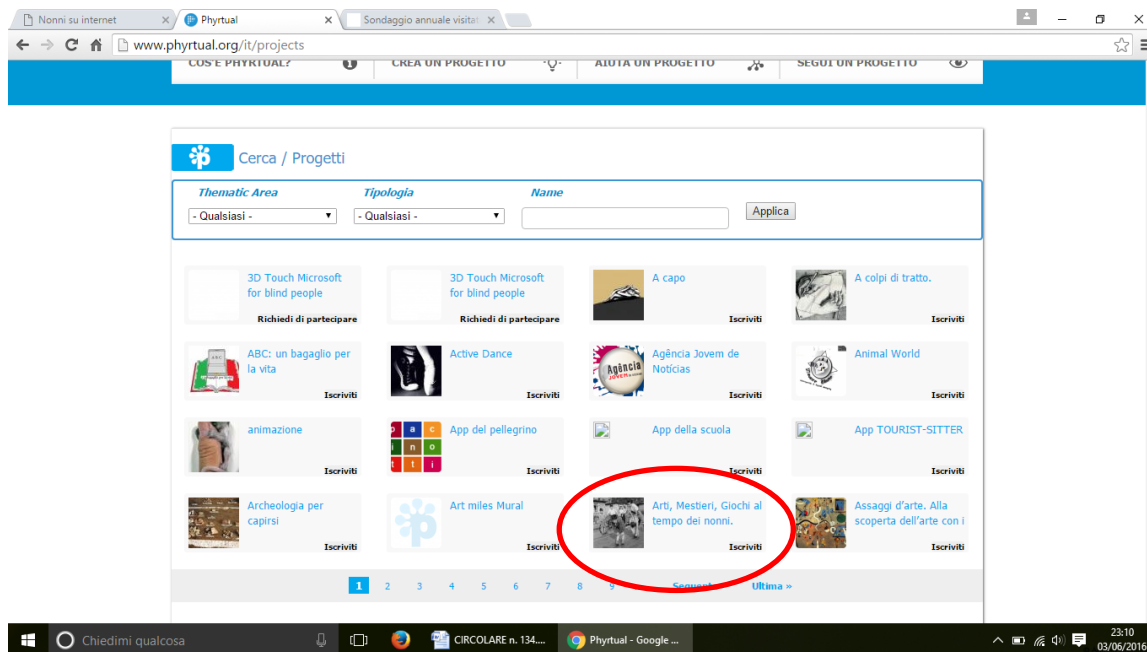 Nonni su internet
Phyrtual
Sondaggio annuale visitat
www.phyrtual.org/it/projects
COS'È PHYRTUAL?
CREA UN PROGETTO
AIUTA UN PROGETTO
SEGUI UN PROGETTO
Cerca / Progetti
Thematic Area
Tipologia
Name
- Qualsiasi -
- Qualsiasi -
Applica
3D Touch Microsoft
for blind people
Richiedi di partecipare
3D Touch Microsoft
for blind people
Richiedi di partecipare
A capo
Iscriviti
A colpi di tratto.
Iscriviti
ABC: un bagaglio per
la vita
Iscriviti
Active Dance
Iscriviti
Agência
Agência Jovem de
Notícias
Iscriviti
Animal World
Iscriviti
animazione
Iscriviti
p a c
i n o
t t i
App del pellegrino
Iscriviti
App della scuola
Iscriviti
App TOURIST-SITTER
Iscriviti
Archeologia per
capirsi
Iscriviti
Art miles Mural
Iscriviti
Arti, Mestieri, Giochi al
tempo dei nonni.
Iscriviti
Assaggi d'arte. Alla
scoperta dell'arte con i
Iscriviti
1 2 3 4 5 6 7 8 9 Seguente Ultima »
Chiedimi qualcosa
CIRCOLARE n. 134....
Phyrtual - Google ...
23:10
03/06/2016